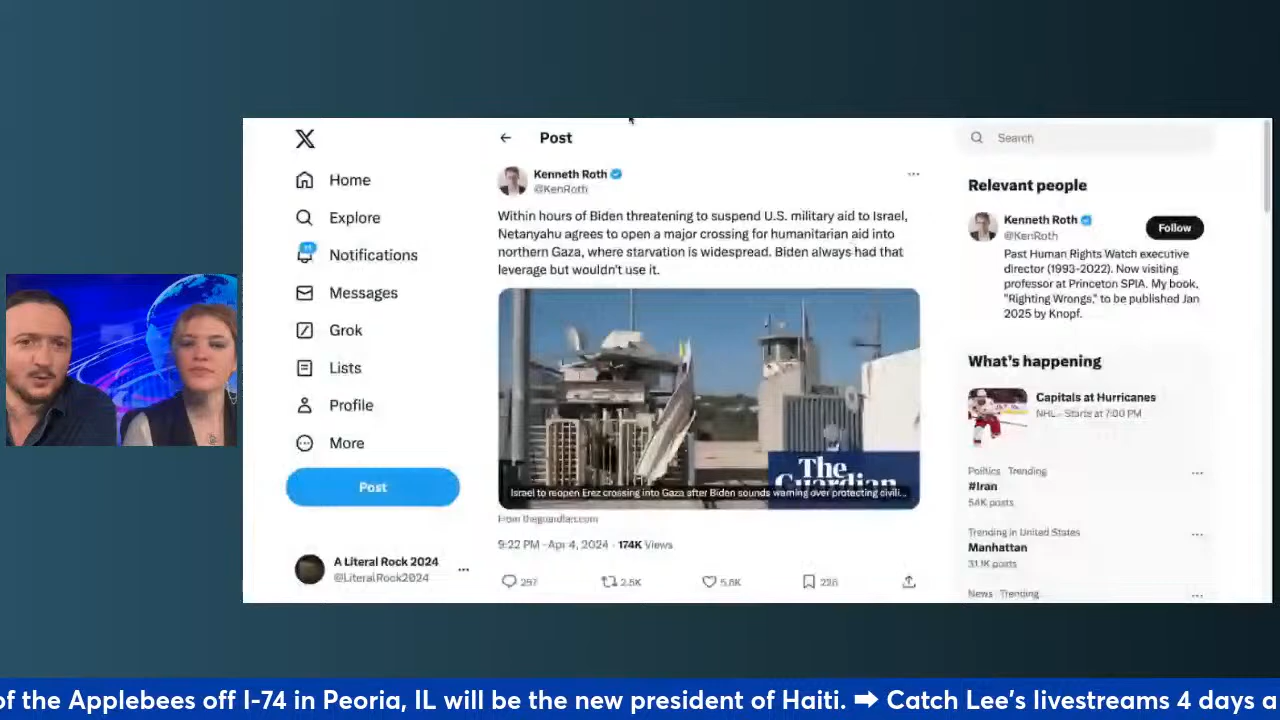 X
Home
Explore
Notifications
Messages
Grok
Lists
Profile
More
Post
A Literal Rock 2024
@LiteralRock2024
Post
Kenneth Roth
@KenRoth
Within hours of Biden threatening to suspend U.S. military aid to Israel,
Netanyahu agrees to open a major crossing for humanitarian aid into
northern Gaza, where starvation is widespread. Biden always had that
leverage but wouldn't use it.
The
Guardian
Israel to reopen Erez crossing into Gaza after Biden sounds warning over protecting civili...
From theguardian.com
9:22 PM · Apr 4, 2024 · 174K Views
297
2.5K
5.8K
226
Search
Relevant people
Kenneth Roth
@KenRoth
Follow
Past Human Rights Watch executive
director (1993-2022). Now visiting
professor at Princeton SPIA. My book,
"Righting Wrongs," to be published Jan
2025 by Knopf.
What's happening
Capitals at Hurricanes
NHL · Starts at 7:00 PM
Politics · Trending
#Iran
54K posts
Trending in United States
Manhattan
31.1K posts
News · Trending
of the Applebees off I-74 in Peoria, IL will be the new president of Haiti. ➡ Catch Lee's livestreams 4 days a